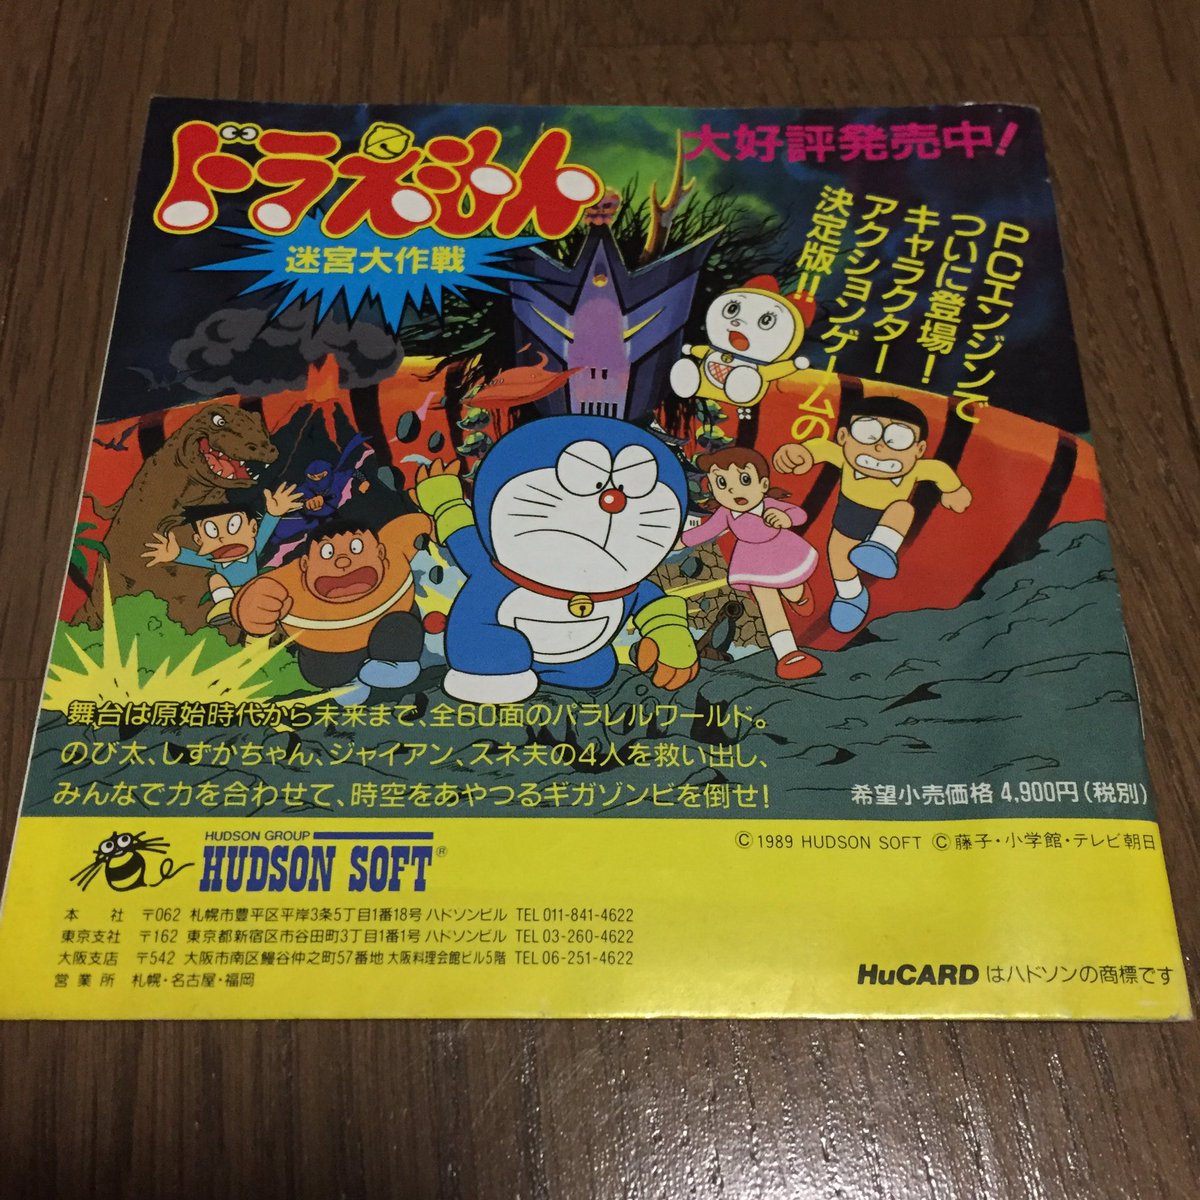 ドラえもん
迷宮大作戦
大好評発売中!
PCエンジンで
ついに登場!
キャラクター
アクションゲームの
決定版!!
舞台は原始時代から未来まで、全60面のパラレルワールド。
のび太、しずかちゃん、ジャイアン、スネ夫の4人を救い出し、
みんなで力を合わせて、時空をあやつるギガゾンビを倒せ!
希望小売価格 4,900円(税別)
HUDSON GROUP
HUDSON SOFT®
©1989 HUDSON SOFT ©藤子・小学館・テレビ朝日
本 社 〒062 札幌市豊平区平岸3条5丁目1番18号 ハドソンビル TEL 011-841-4622
東京支社 〒162 東京都新宿区市谷田町3丁目1番1号 ハドソンビル TEL 03-260-4622
大阪支店 〒542 大阪市南区鰻谷仲之町57番地 大阪料理会館ビル5階 TEL 06-251-4622
営業所 札幌・名古屋・福岡
HuCARD はハドソンの商標です